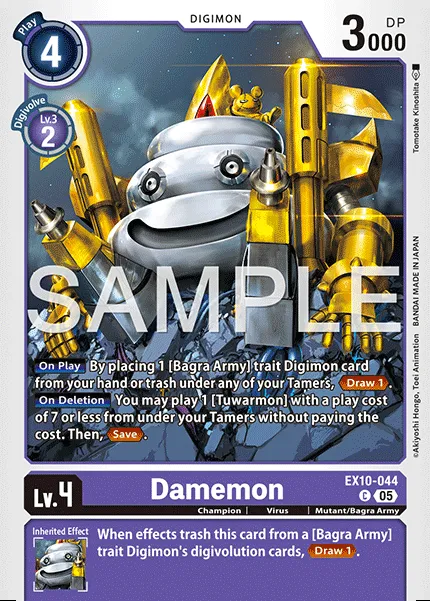 Play
4
DIGIMON
3000
DP
Digivolve
Lv.3
2
Tomotake Kinoshita
SAMPLE
©Akiyoshi Hongo, Toei Animation BANDAI MADE IN JAPAN
On Play By placing 1 [Bagra Army] trait Digimon card
from your hand or trash under any of your Tamers, Draw 1
On Deletion You may play 1 [Tuwarmon] with a play cost
of 7 or less from under your Tamers without paying the
cost. Then, Save.
Lv.4
Damemon
EX10-044
C 05
Champion | Virus | Mutant/Bagra Army
Inherited Effect
When effects trash this card from a [Bagra Army]
trait Digimon's digivolution cards, Draw 1.